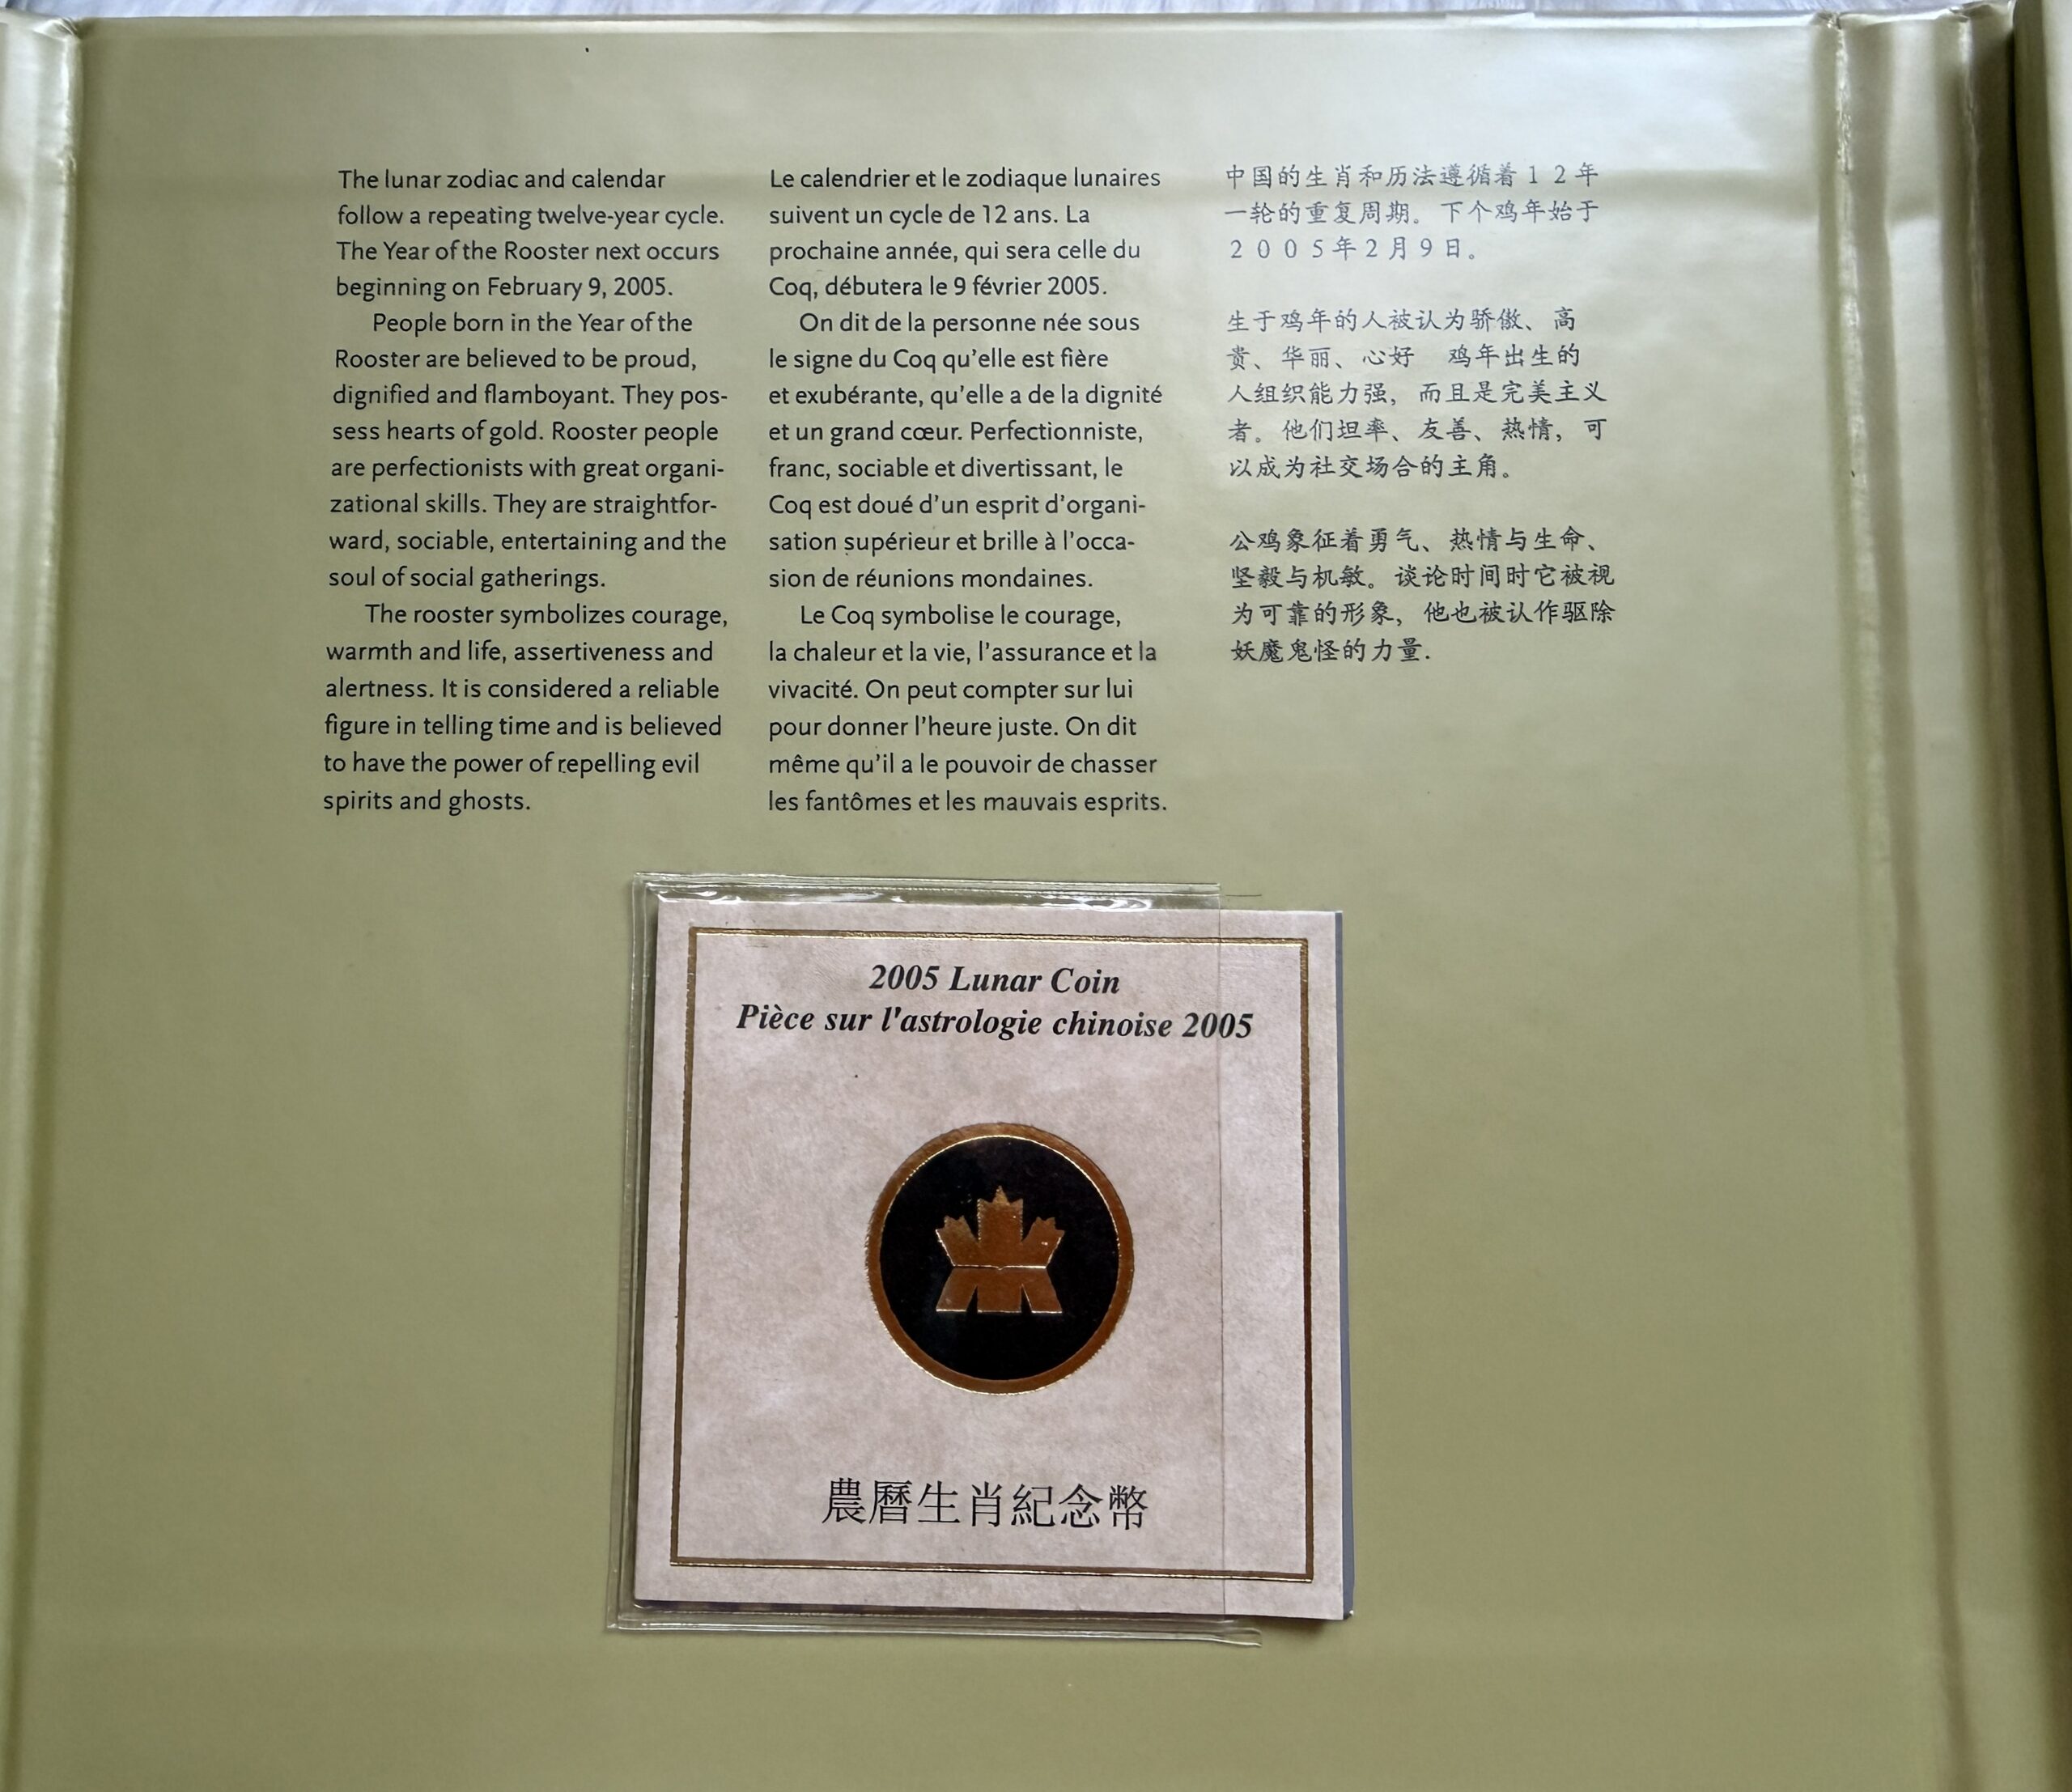 The lunar zodiac and calendar
follow a repeating twelve-year cycle.
The Year of the Rooster next occurs
beginning on February 9, 2005.
People born in the Year of the
Rooster are believed to be proud,
dignified and flamboyant. They pos-
sess hearts of gold. Rooster people
are perfectionists with great organi-
zational skills. They are straightfor-
ward, sociable, entertaining and the
soul of social gatherings.
The rooster symbolizes courage,
warmth and life, assertiveness and
alertness. It is considered a reliable
figure in telling time and is believed
to have the power of repelling evil
spirits and ghosts.
Le calendrier et le zodiaque lunaires
suivent un cycle de 12 ans. La
prochaine année, qui sera celle du
Coq, débutera le 9 février 2005.
On dit de la personne née sous
le signe du Coq qu'elle est fière
et exubérante, qu'elle a de la dignité
et un grand cœur. Perfectionniste,
franc, sociable et divertissant, le
Coq est doué d'un esprit d'organi-
sation supérieur et brille à l'occa-
sion de réunions mondaines.
Le Coq symbolise le courage,
la chaleur et la vie, l'assurance et la
vivacité. On peut compter sur lui
pour donner l'heure juste. On dit
même qu'il a le pouvoir de chasser
les fantômes et les mauvais esprits.
中国的生肖和历法遵循着12年
一轮的重复周期。下个鸡年始于
2005年2月9日。
生于鸡年的人被认为骄傲、高
贵、华丽、心好 鸡年出生的
人组织能力强，而且是完美主义
者。他们坦率、友善、热情，可
以成为社交场合的主角。
公鸡象征着勇气、热情与生命、
坚毅与机敏。谈论时间时它被视
为可靠的形象，他也被认作驱除
妖魔鬼怪的力量.
2005 Lunar Coin
Pièce sur l'astrologie chinoise 2005
農曆生肖紀念幣